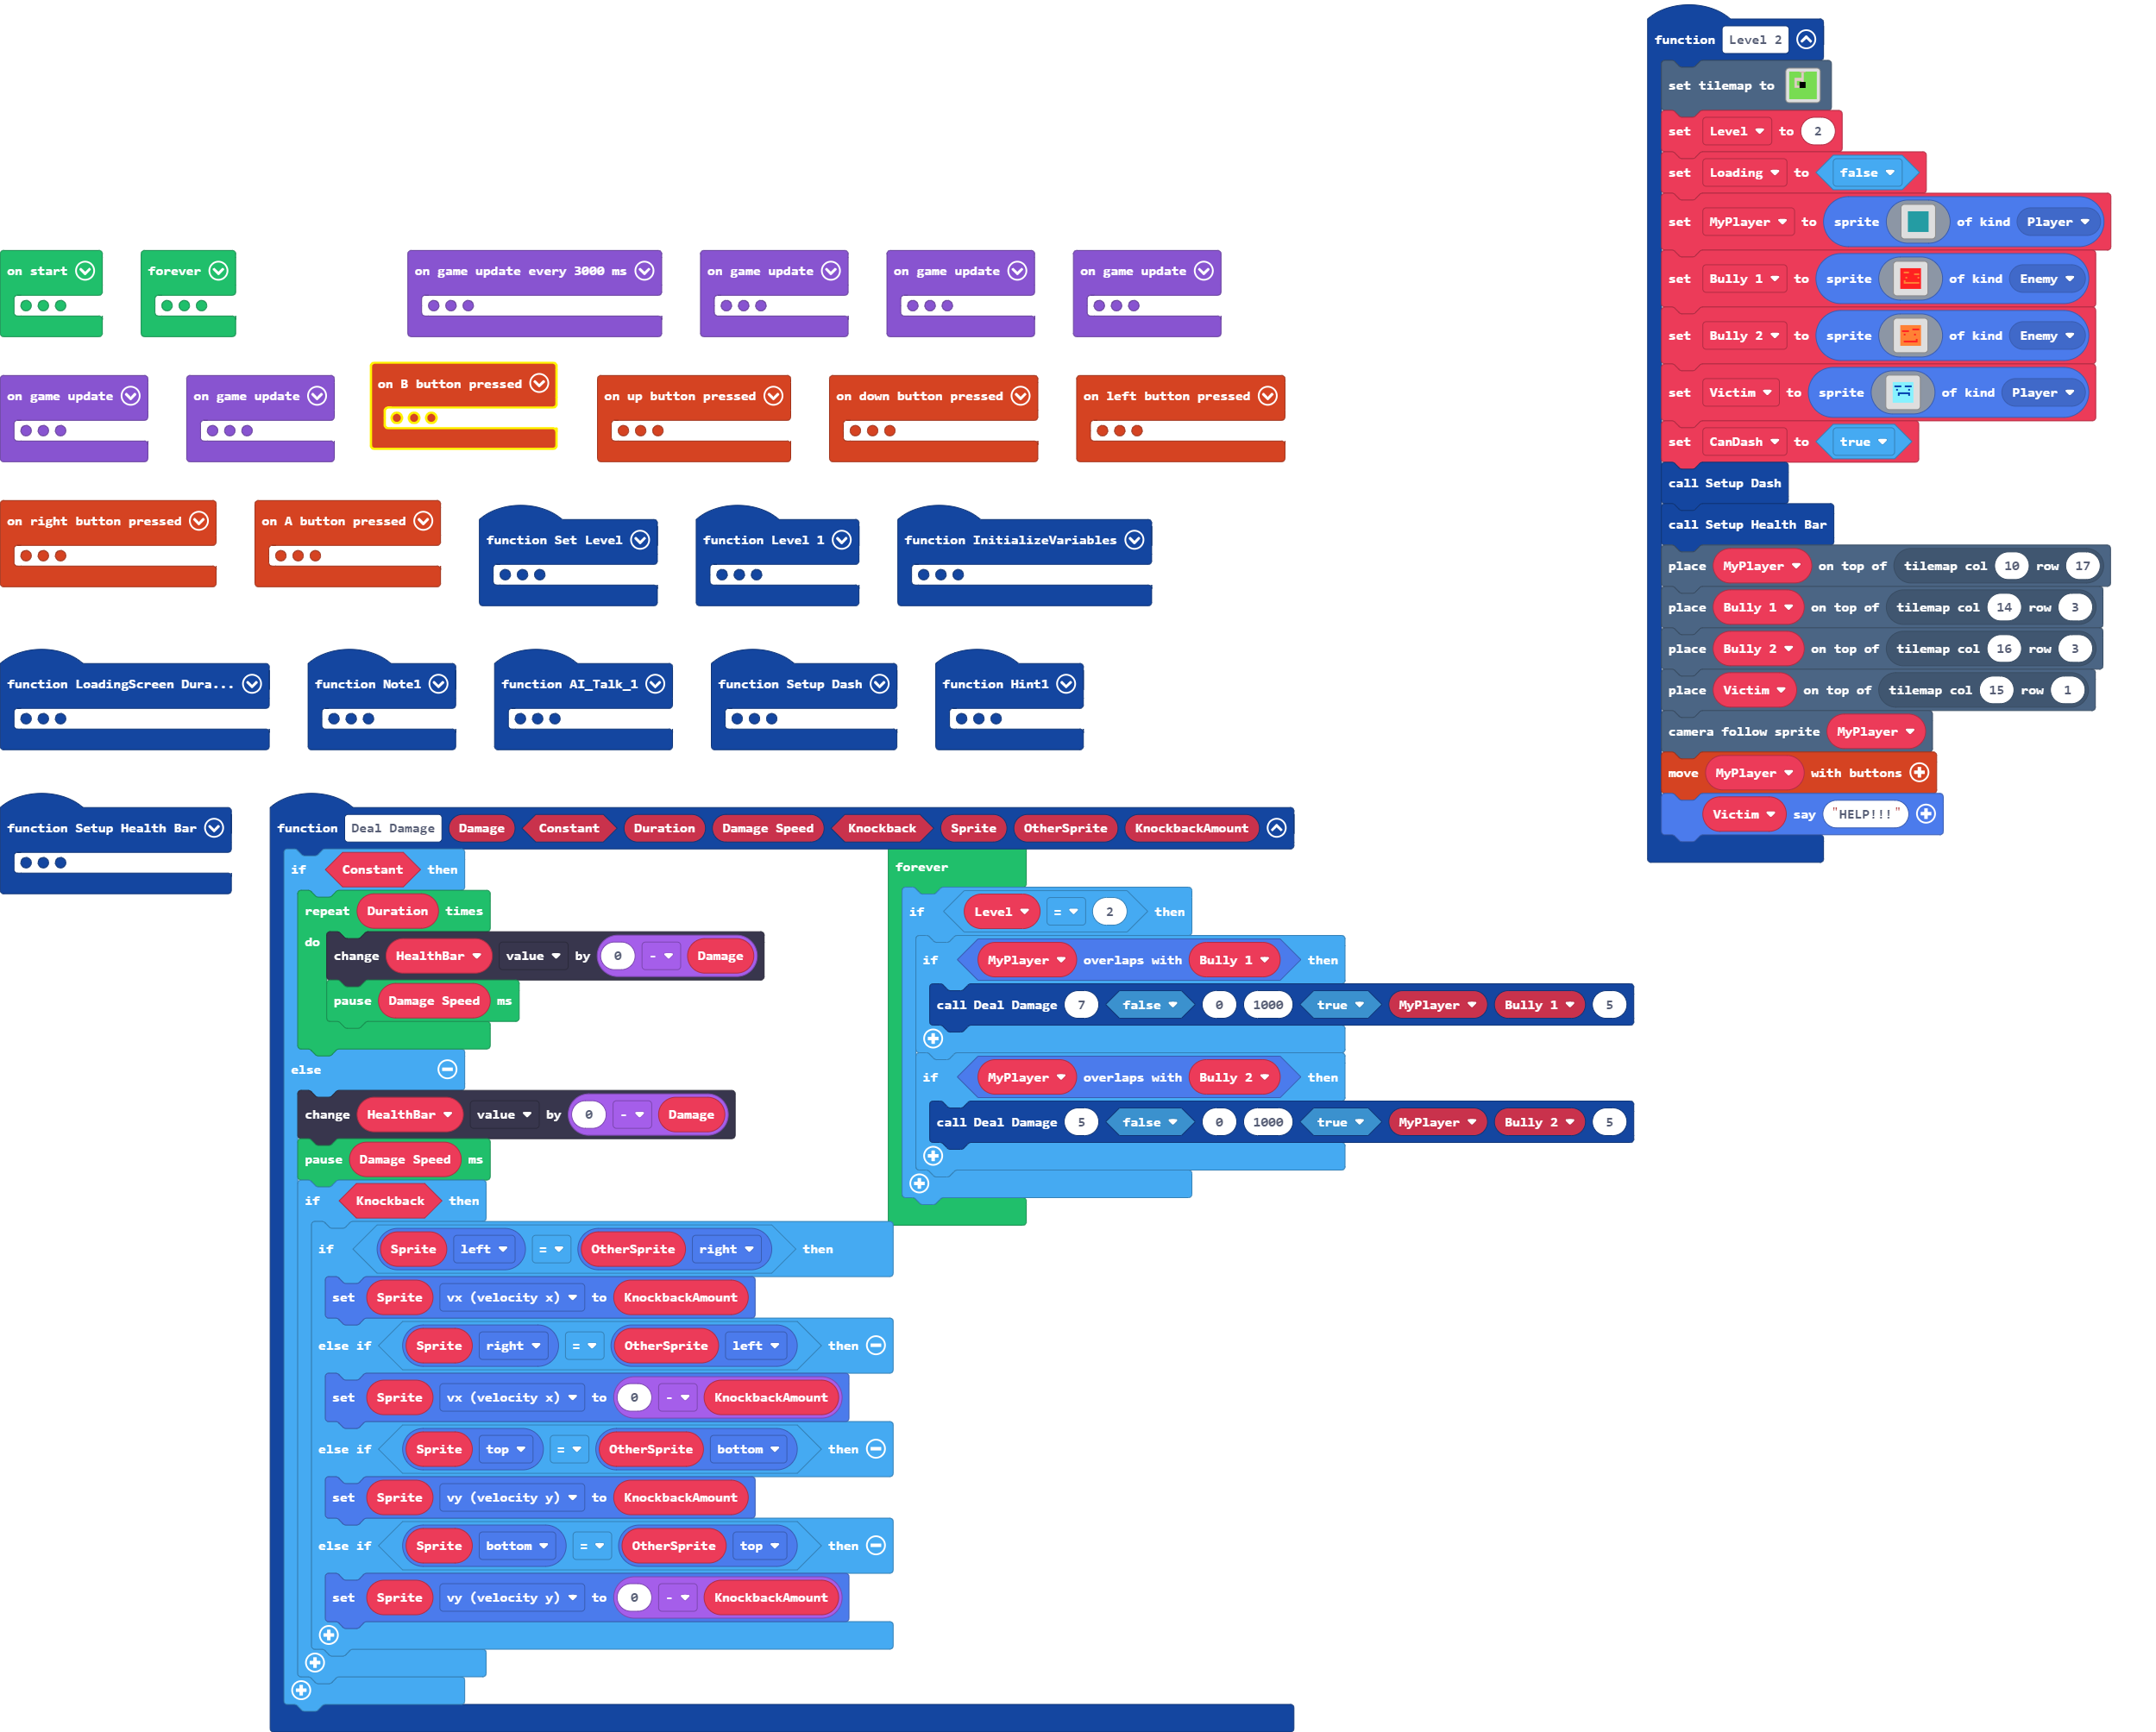 function Level 2
set tilemap to
set Level to 2
set Loading to false
set MyPlayer to sprite of kind Player
set Bully 1 to sprite of kind Enemy
set Bully 2 to sprite of kind Enemy
set Victim to sprite of kind Player
set CanDash to true
call Setup Dash
call Setup Health Bar
place MyPlayer on top of tilemap col 10 row 17
place Bully 1 on top of tilemap col 14 row 3
place Bully 2 on top of tilemap col 16 row 3
place Victim on top of tilemap col 15 row 1
camera follow sprite MyPlayer
move MyPlayer with buttons
Victim say "HELP!!!"
on start
forever
on game update every 3000 ms
on game update
on game update
on game update
on game update
on game update
on B button pressed
on up button pressed
on down button pressed
on left button pressed
on right button pressed
on A button pressed
function Set Level
function Level 1
function InitializeVariables
function LoadingScreen Dura...
function Note1
function AI_Talk_1
function Setup Dash
function Hint1
function Setup Health Bar
function Deal Damage Damage Constant Duration Damage Speed Knockback Sprite OtherSprite KnockbackAmount
if Constant then
repeat Duration times
do
change HealthBar value by 0 - Damage
pause Damage Speed ms
else
change HealthBar value by 0 - Damage
pause Damage Speed ms
if Knockback then
if Sprite left = OtherSprite right then
set Sprite vx (velocity x) to KnockbackAmount
else if Sprite right = OtherSprite left then
set Sprite vx (velocity x) to 0 - KnockbackAmount
else if Sprite top = OtherSprite bottom then
set Sprite vy (velocity y) to KnockbackAmount
else if Sprite bottom = OtherSprite top then
set Sprite vy (velocity y) to 0 - KnockbackAmount
forever
if Level = 2 then
if MyPlayer overlaps with Bully 1 then
call Deal Damage 7 false 0 1000 true MyPlayer Bully 1 5
if MyPlayer overlaps with Bully 2 then
call Deal Damage 5 false 0 1000 true MyPlayer Bully 2 5